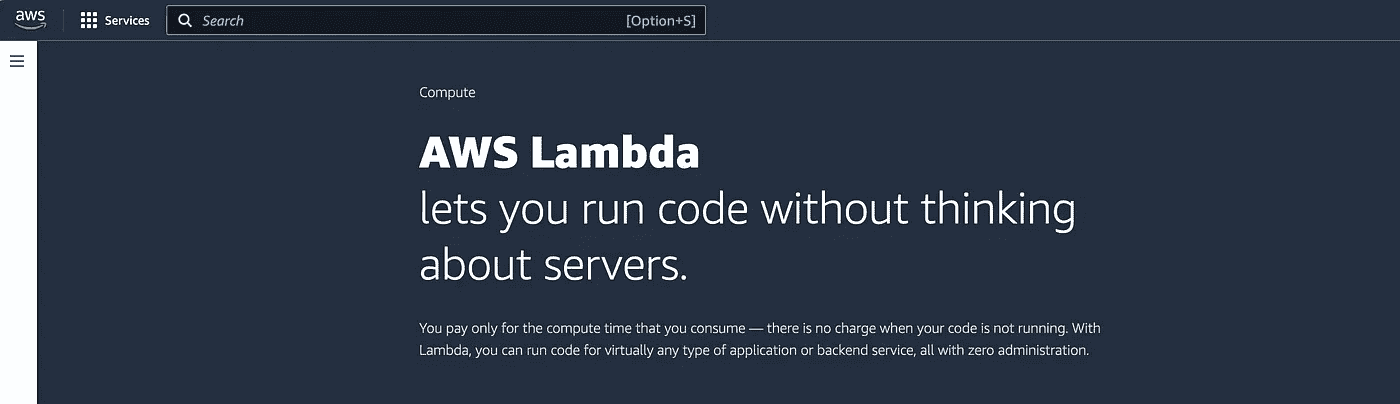 aws
Services
Search
[Option+S]
Compute
AWS Lambda
lets you run code without thinking
about servers.
You pay only for the compute time that you consume — there is no charge when your code is not running. With
Lambda, you can run code for virtually any type of application or backend service, all with zero administration.